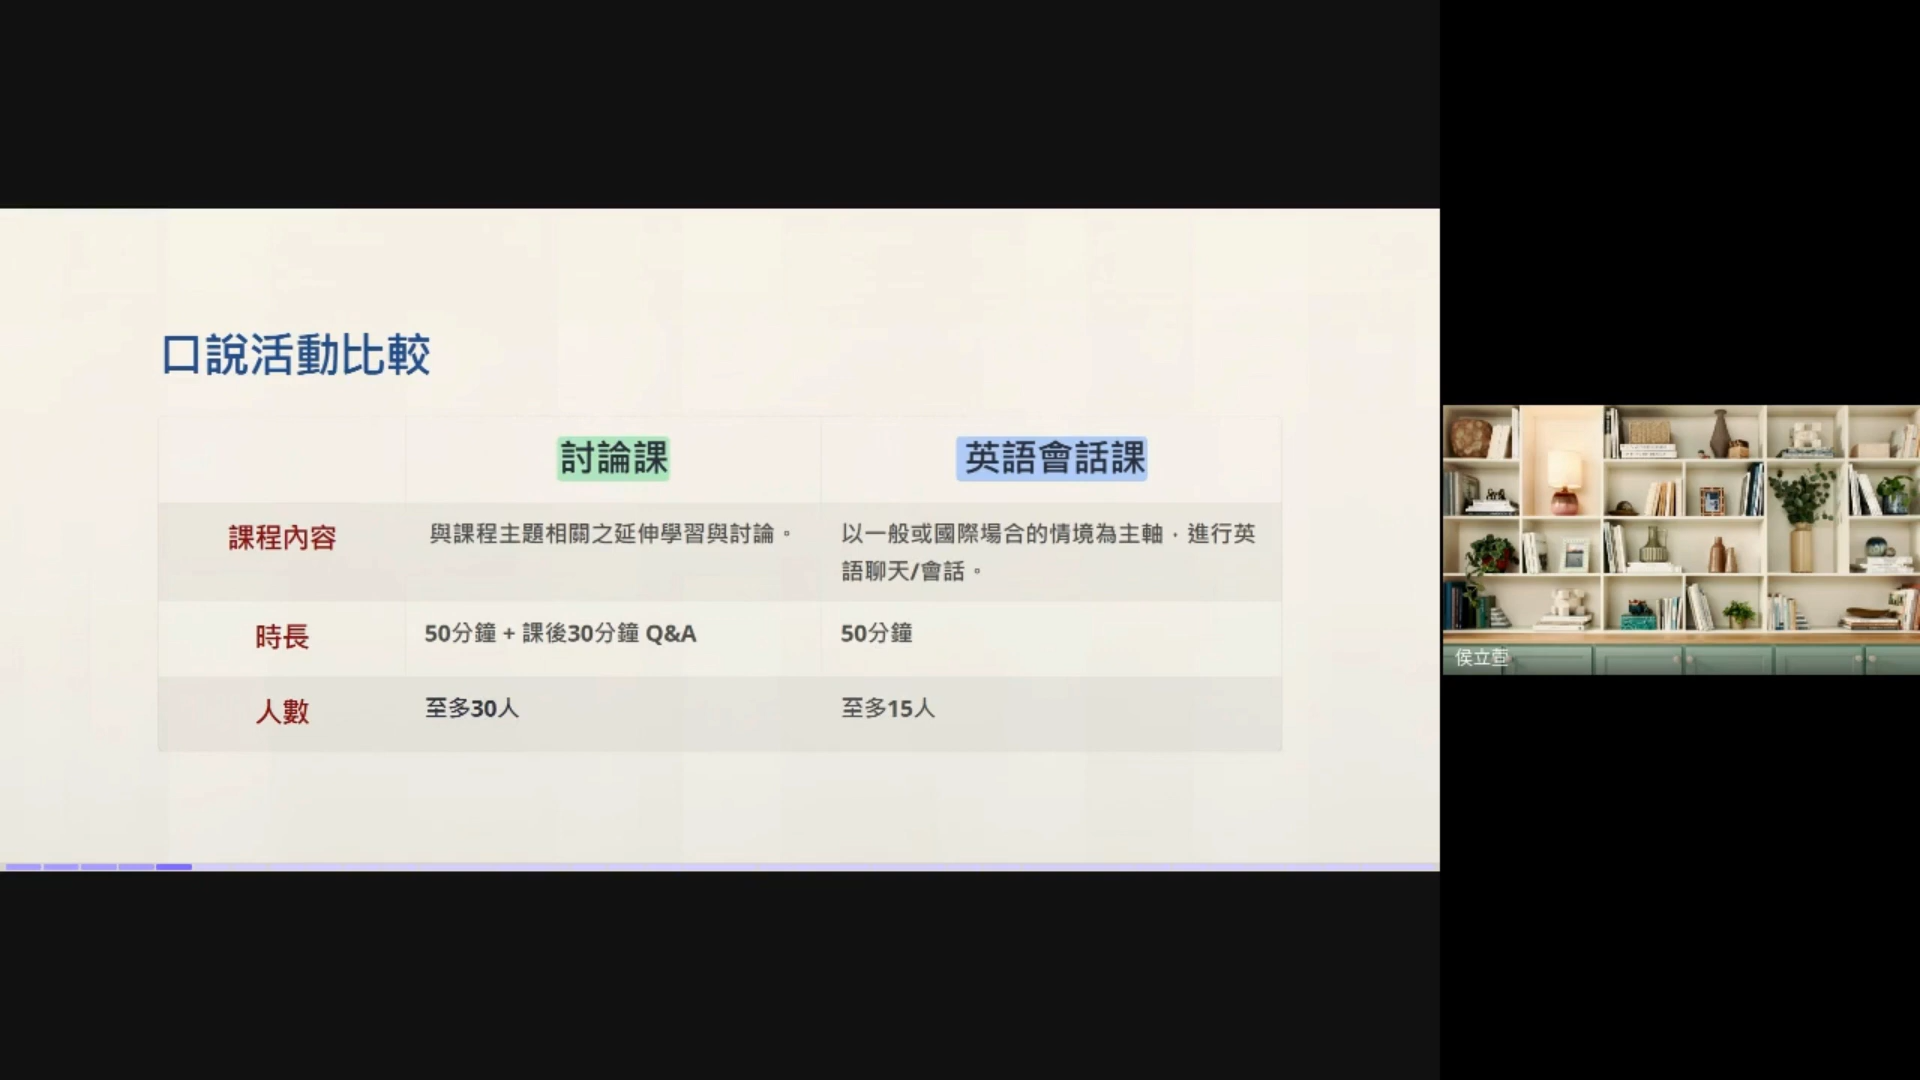 口說活動比較
討論課
英語會話課
課程內容
與課程主題相關之延伸學習與討論。
以一般或國際場合的情境為主軸，進行英
語聊天/會話。
時長
50分鐘 + 課後30分鐘 Q&A
50分鐘
人數
至多30人
至多15人
侯立壼